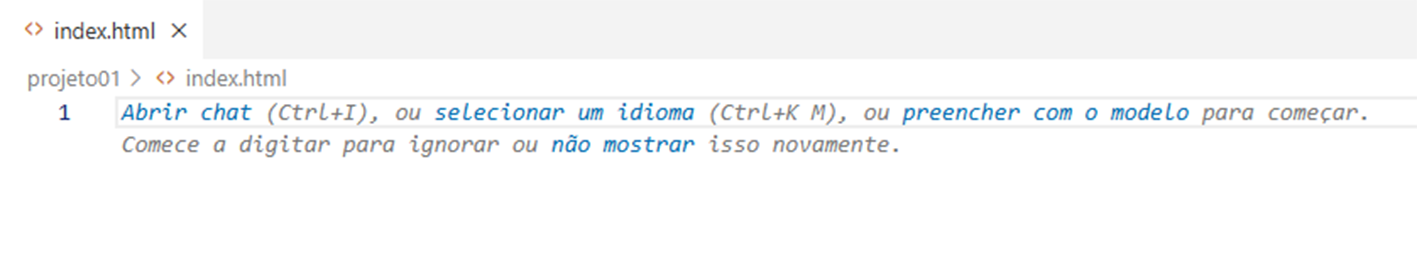 index.html
projeto01 > index.html
1 Abrir chat (Ctrl+I), ou selecionar um idioma (Ctrl+K M), ou preencher com o modelo para começar.
Comece a digitar para ignorar ou não mostrar isso novamente.